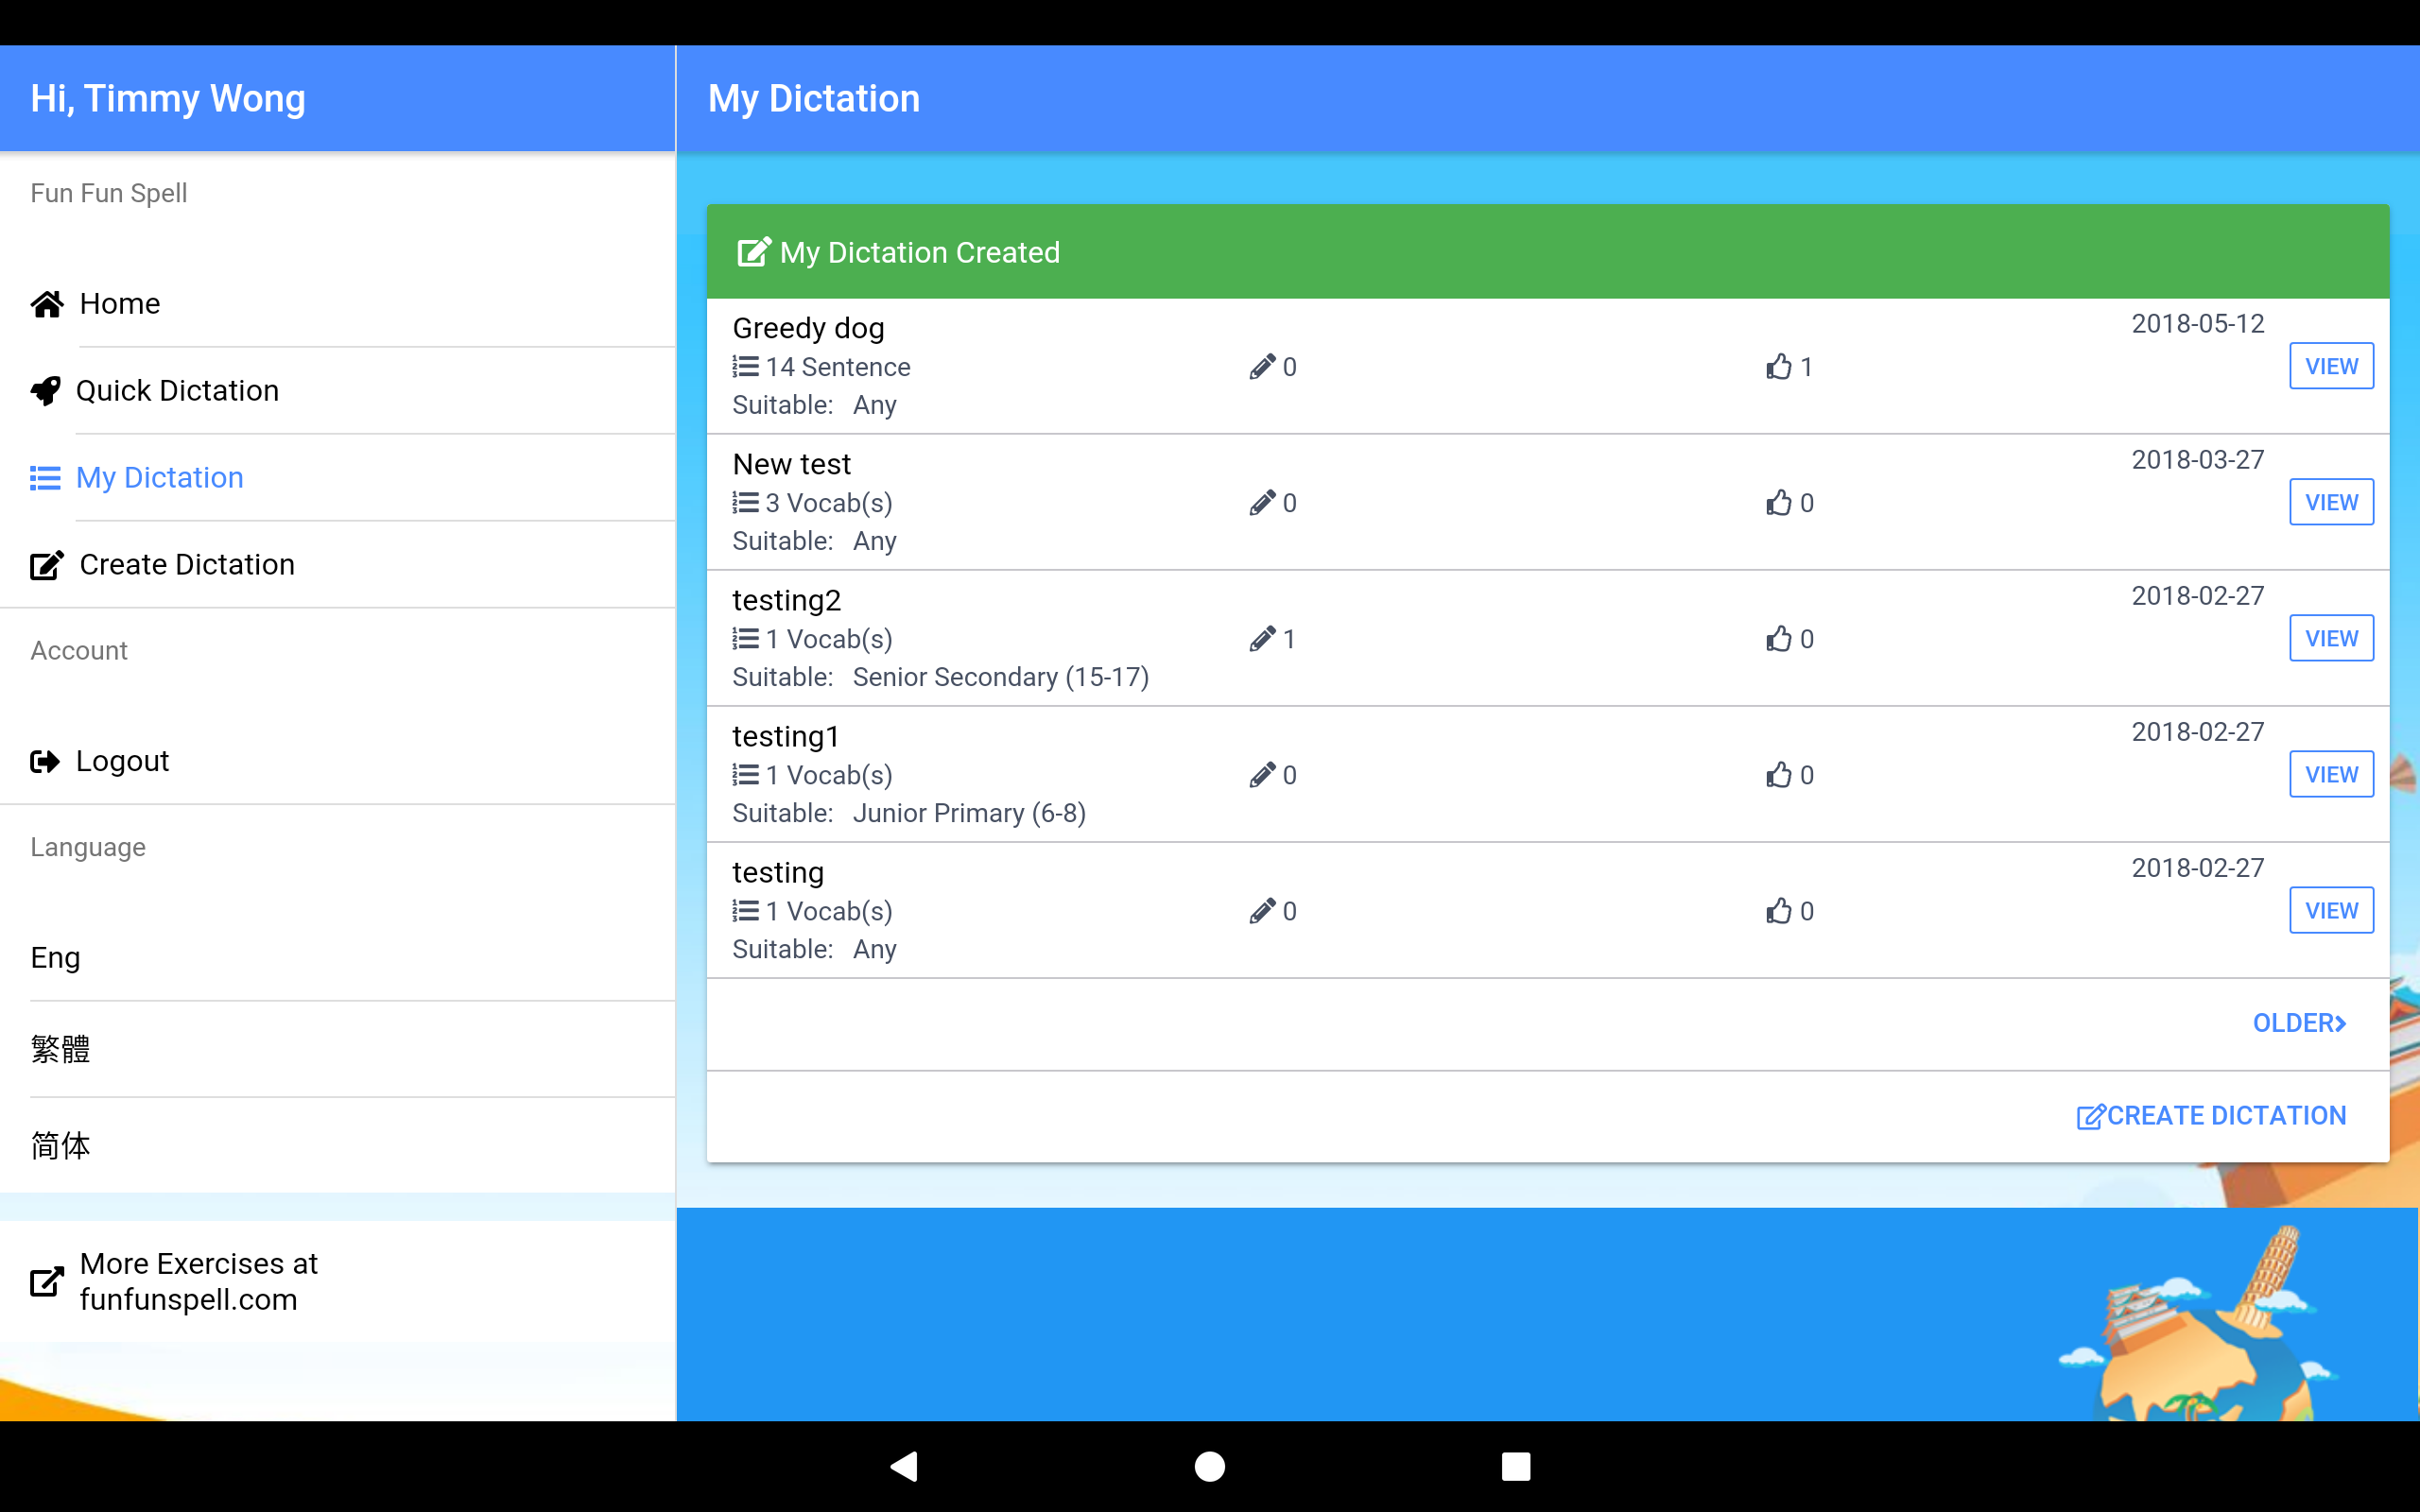 Hi, Timmy Wong
Fun Fun Spell
Home
Quick Dictation
My Dictation
Create Dictation
Account
Logout
Language
Eng
繁體
简体
More Exercises at
funfunspell.com
My Dictation
My Dictation Created
Greedy dog
2018-05-12
14 Sentence 0 1 VIEW
Suitable: Any
New test
2018-03-27
3 Vocab(s) 0 0 VIEW
Suitable: Any
testing2
2018-02-27
1 Vocab(s) 1 0 VIEW
Suitable: Senior Secondary (15-17)
testing1
2018-02-27
1 Vocab(s) 0 0 VIEW
Suitable: Junior Primary (6-8)
testing
2018-02-27
1 Vocab(s) 0 0 VIEW
Suitable: Any
OLDER
CREATE DICTATION